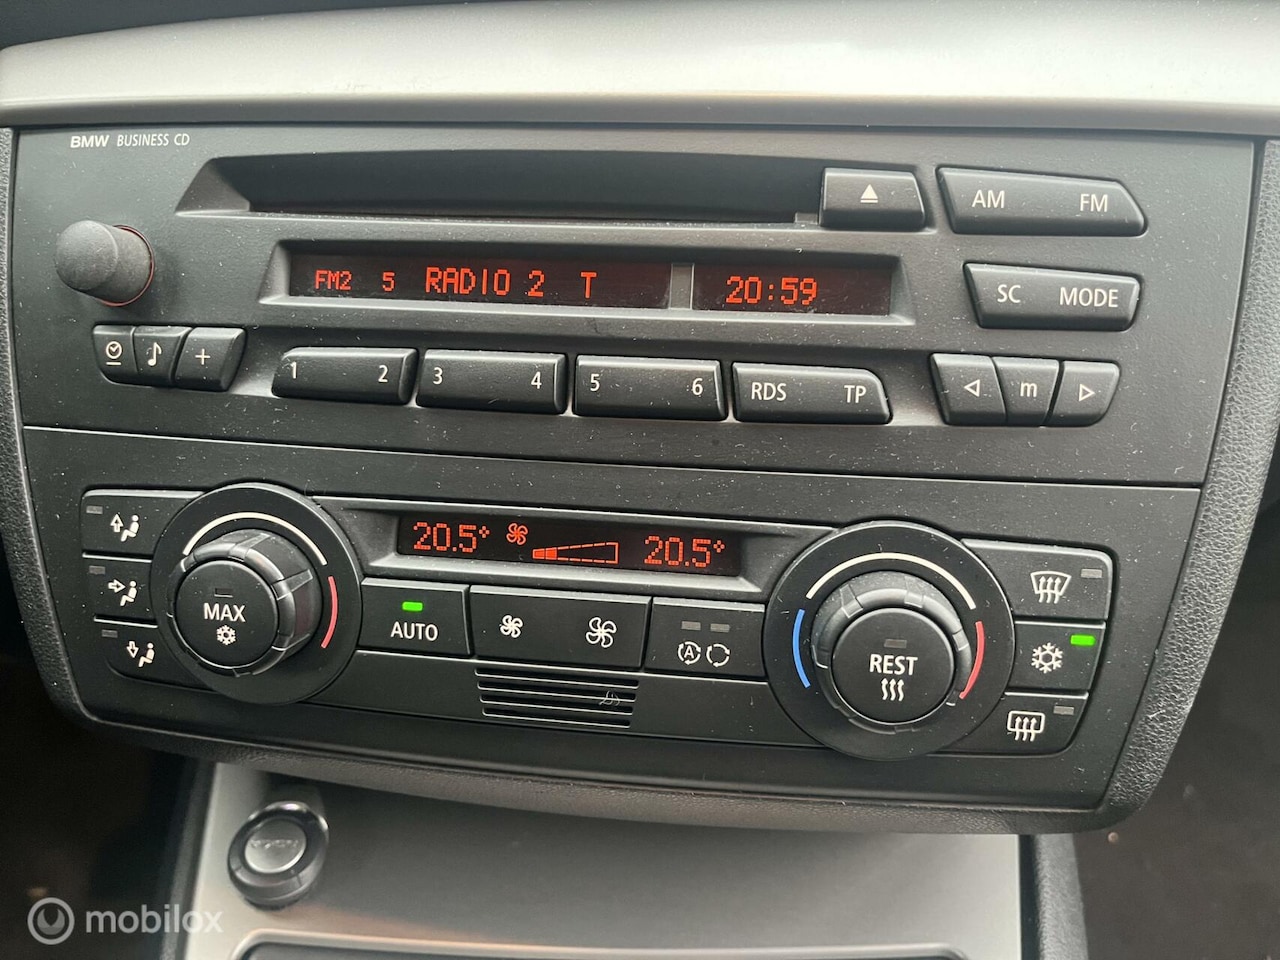 BMW BUSINESS CD
AM FM
FM2 5 RADIO 2 T 20:59
SC MODE
+
1 2 3 4 5 6 RDS TP m
20.5° 20.5°
MAX
AUTO
A
REST
mobilox